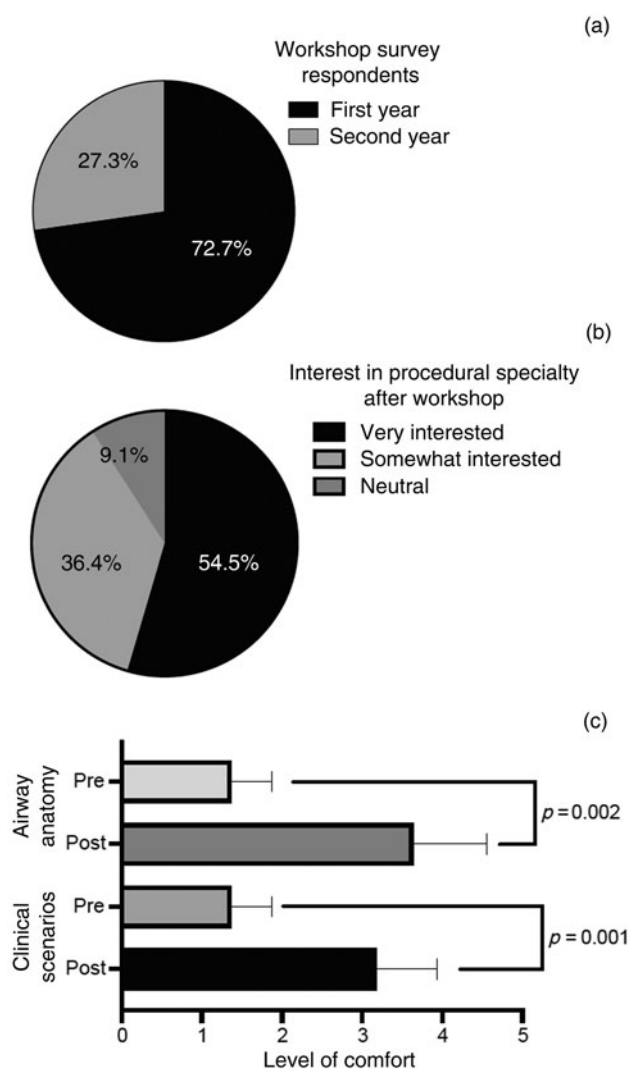 (a)
Workshop survey
respondents
First year
Second year
27.3%
72.7%
(b)
Interest in procedural specialty
after workshop
Very interested
Somewhat interested
Neutral
9.1%
36.4%
54.5%
(c)
Airway
anatomy
Pre
Post
p = 0.002
Clinical
scenarios
Pre
Post
p = 0.001
0 1 2 3 4 5
Level of comfort